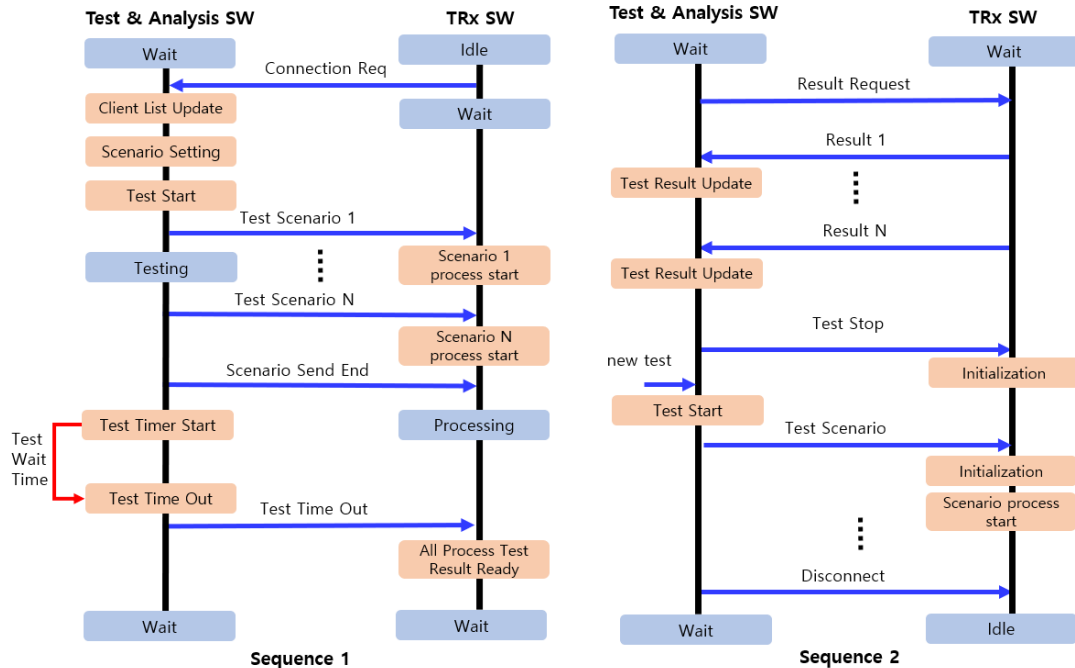 Test & Analysis SW
TRx SW
Wait
Idle
Connection Req
Client List Update
Wait
Scenario Setting
Test Start
Test Scenario 1
Testing
Scenario 1
process start
Test Scenario N
Scenario N
process start
Scenario Send End
Test Timer Start
Processing
Test
Wait
Time
Test Time Out
Test Time Out
All Process Test
Result Ready
Wait
Wait
Sequence 1
Test & Analysis SW
TRx SW
Wait
Wait
Result Request
Result 1
Test Result Update
Result N
Test Result Update
Test Stop
new test
Initialization
Test Start
Test Scenario
Initialization
Scenario process
start
Disconnect
Wait
Idle
Sequence 2